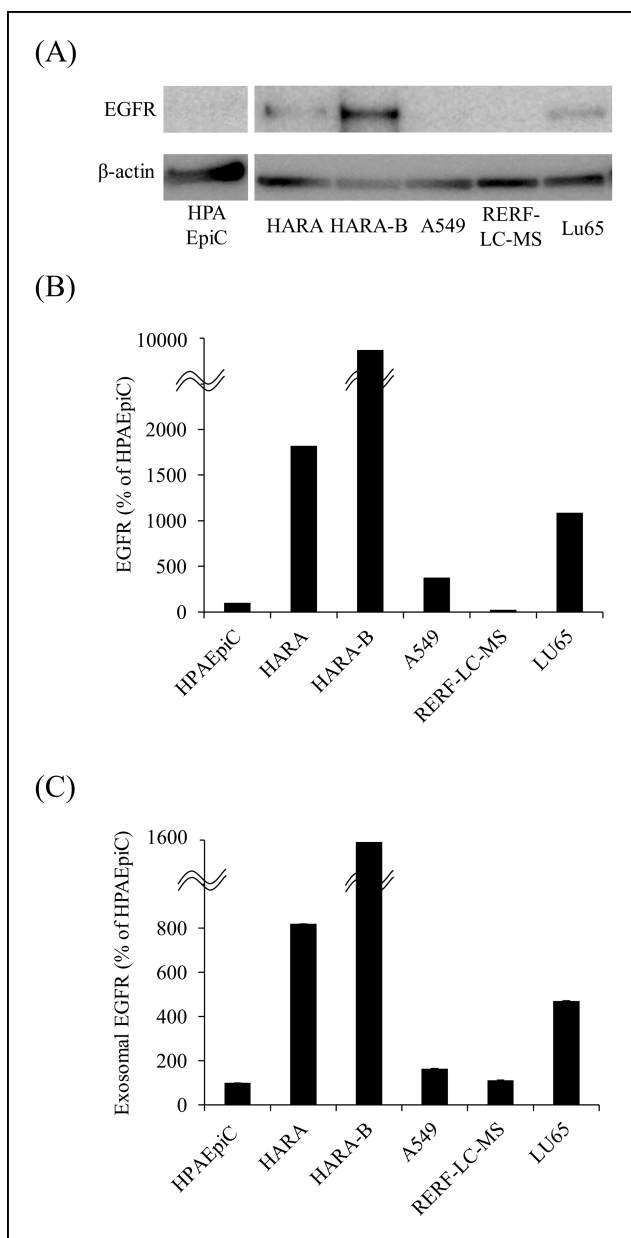 (A)
EGFR
β-actin
HPA
EpiC
HARA
HARA-B
A549
RERF-
LC-MS
Lu65
(B)
EGFR (% of HPAEpiC)
10000
2000
1500
1000
500
0
HPAEpiC
HARA
HARA-B
A549
RERF-LC-MS
LU65
(C)
Exosomal EGFR (% of HPAEpiC)
1600
800
600
400
200
0
HPAEpiC
HARA
HARA-B
A549
RERF-LC-MS
LU65